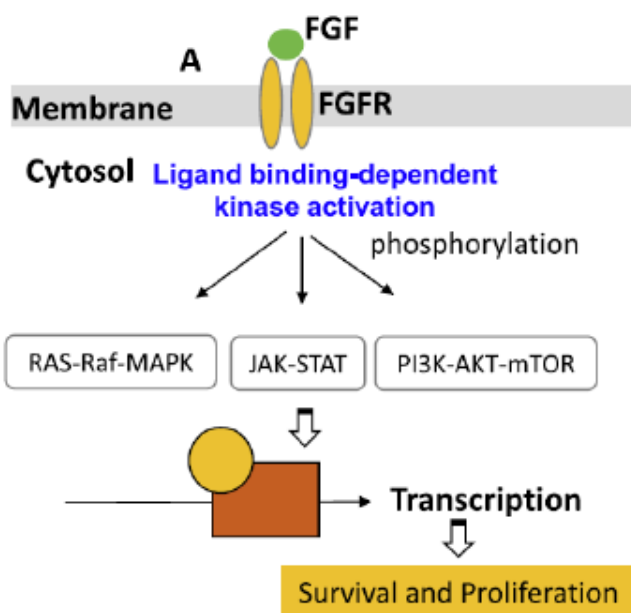 FGF
A
Membrane
FGFR
Cytosol
Ligand binding-dependent
kinase activation
phosphorylation
RAS-Raf-MAPK
JAK-STAT
PI3K-AKT-mTOR
Transcription
Survival and Proliferation